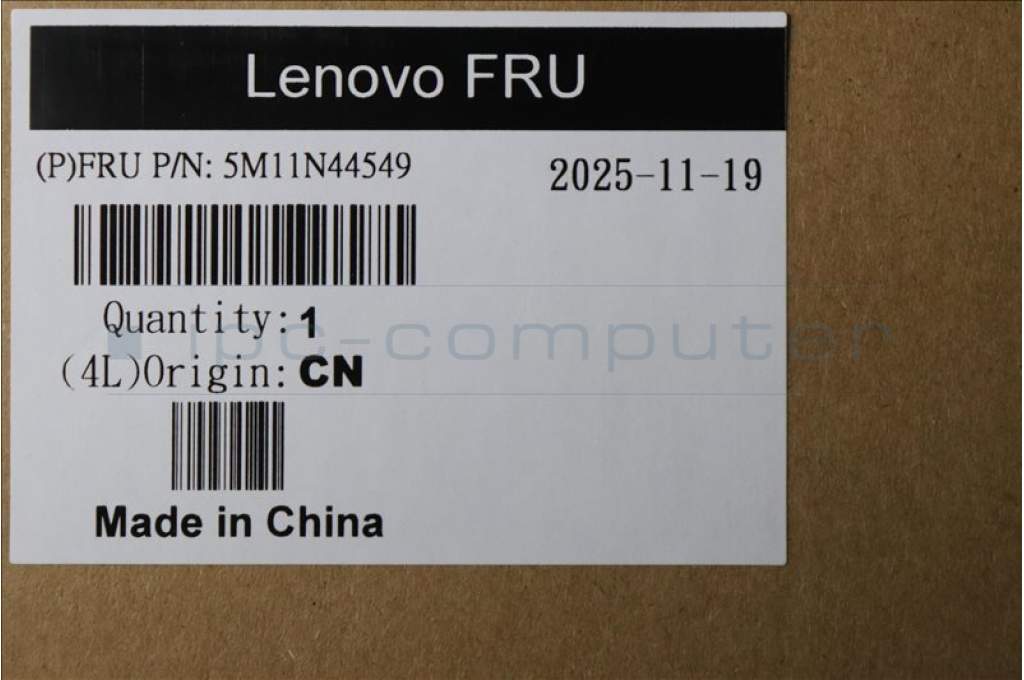 Lenovo FRU
(P)FRU P/N: 5M11N44549
2025-11-19
Quantity: 1
ipc-computer
(4L)Origin: CN
Made in China